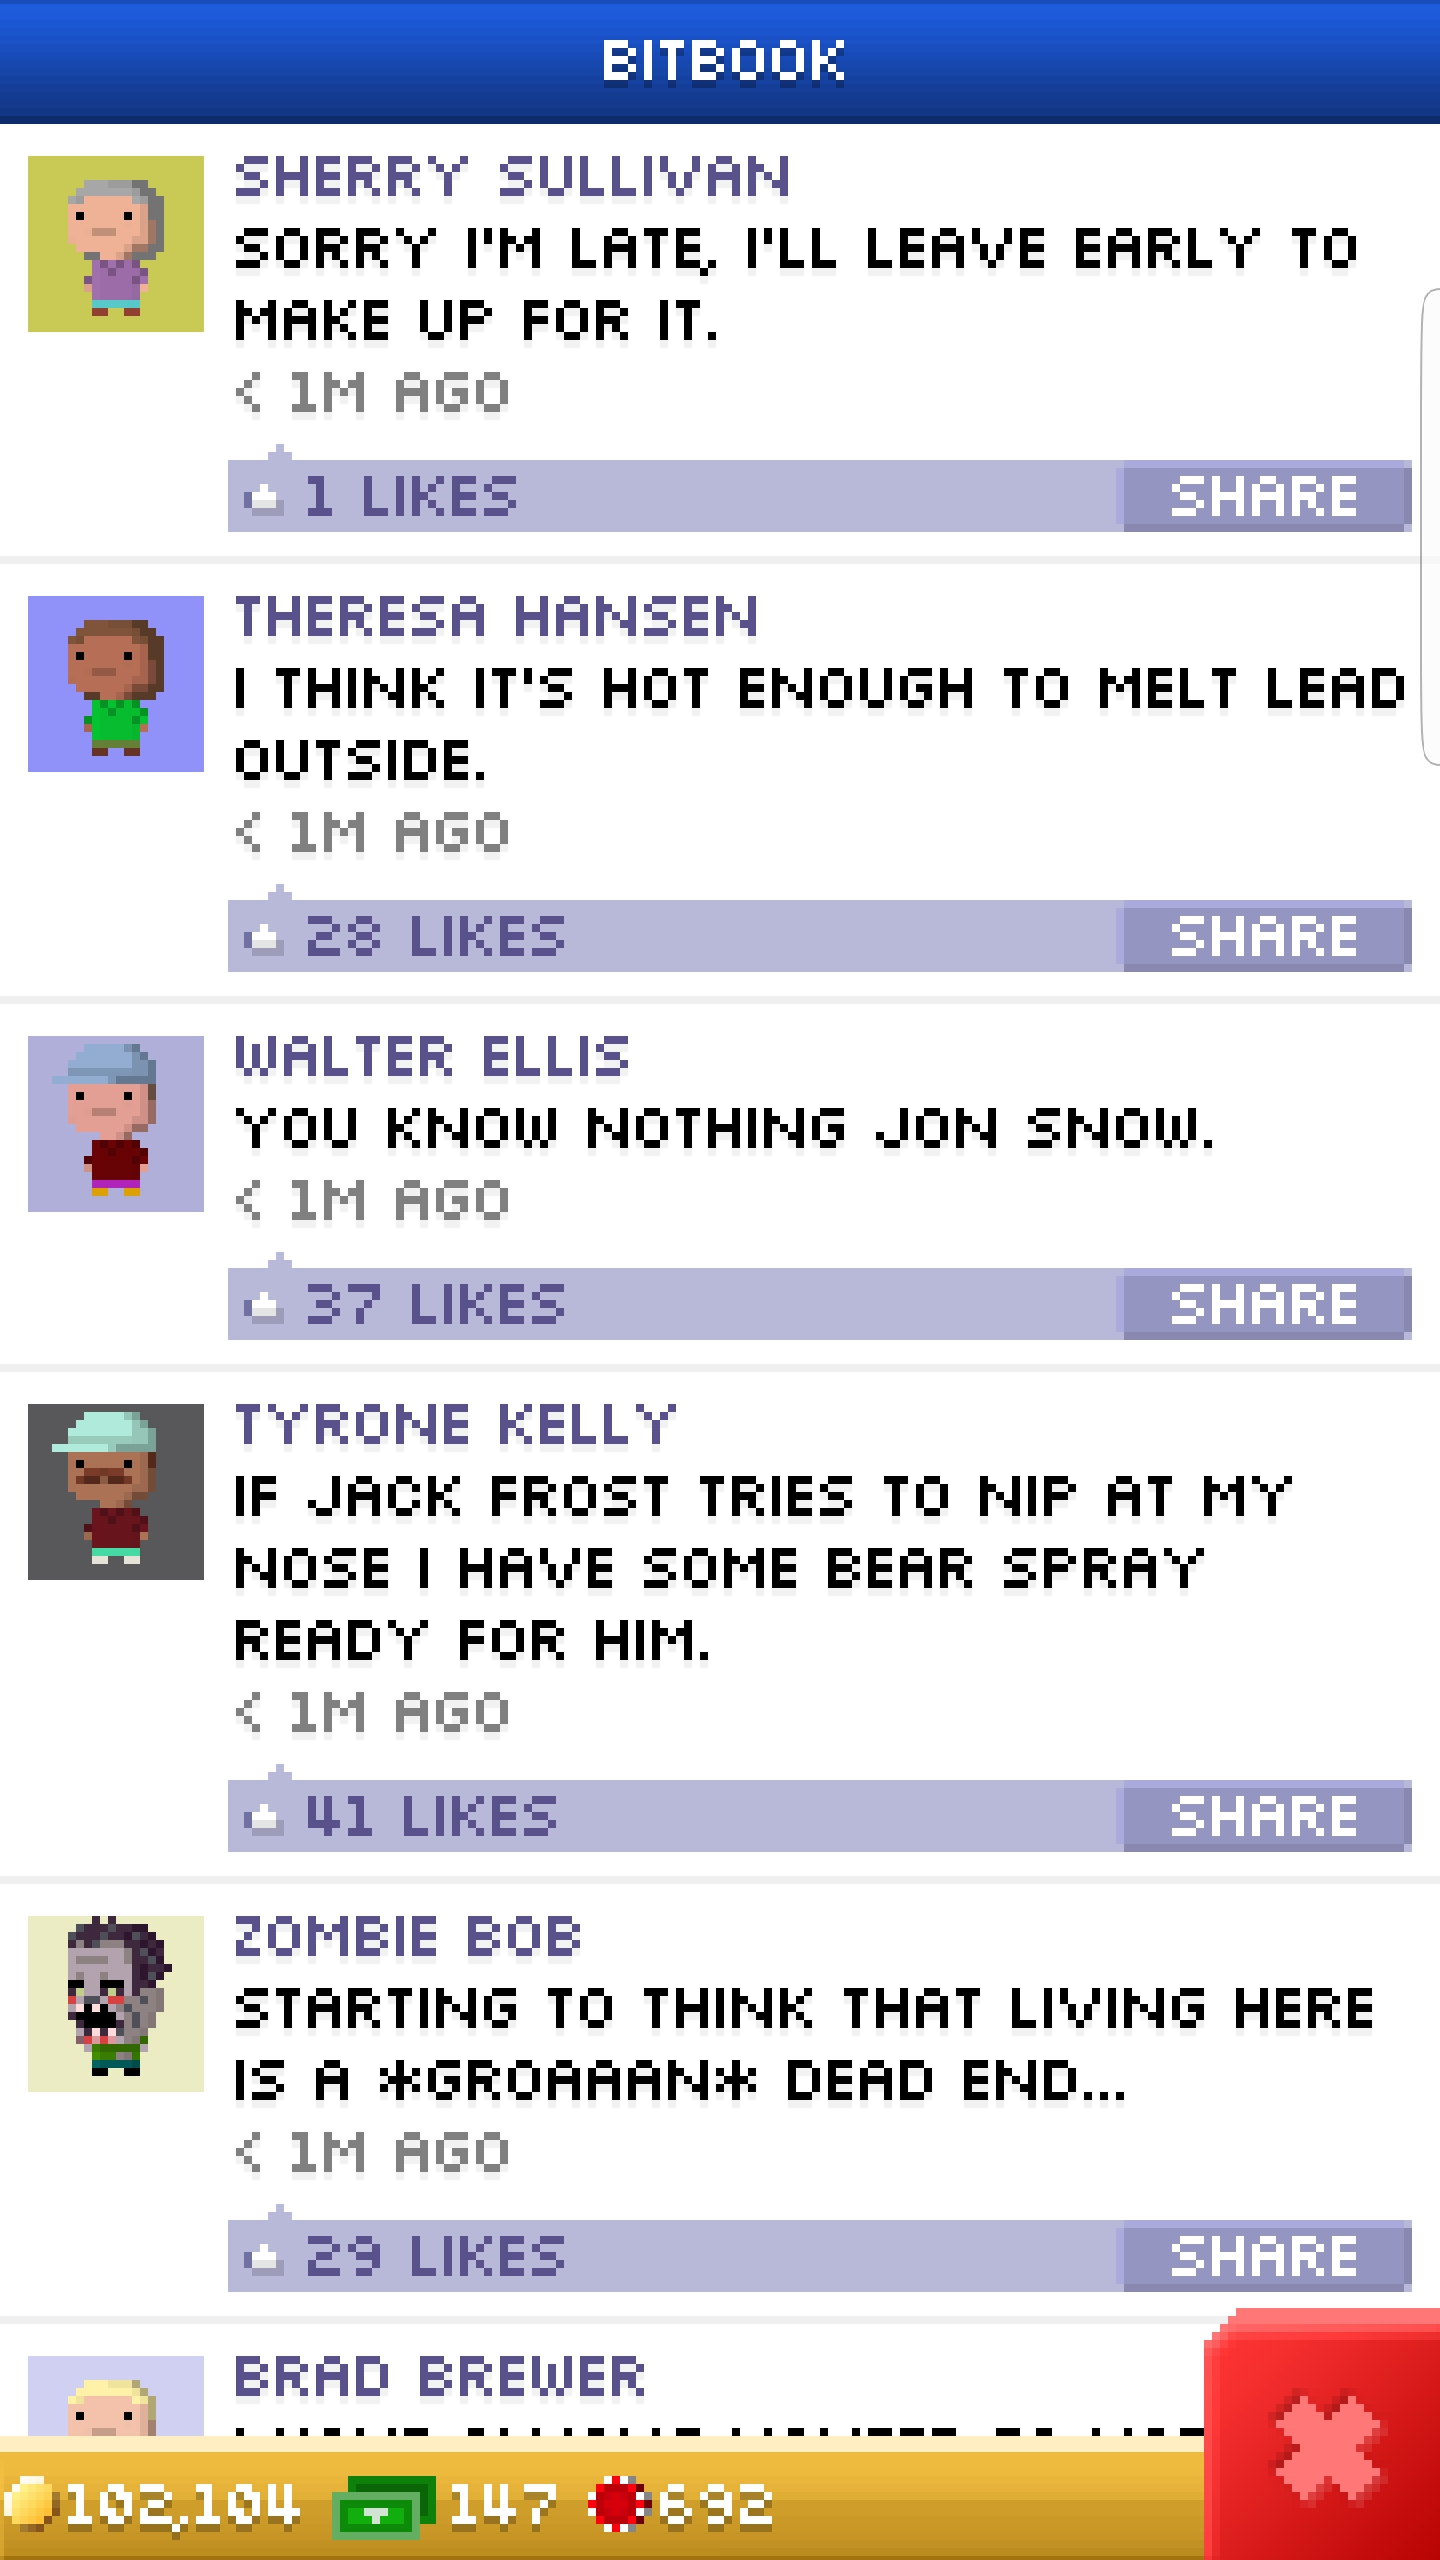 BITBOOK
SHERRY SULLIVAN
SORRY I'M LATE, I'LL LEAVE EARLY TO
MAKE UP FOR IT.
< 1M AGO
1 LIKES SHARE
THERESA HANSEN
I THINK IT'S HOT ENOUGH TO MELT LEAD
OUTSIDE.
< 1M AGO
28 LIKES SHARE
WALTER ELLIS
YOU KNOW NOTHING JON SNOW.
< 1M AGO
37 LIKES SHARE
TYRONE KELLY
IF JACK FROST TRIES TO NIP AT MY
NOSE I HAVE SOME BEAR SPRAY
READY FOR HIM.
< 1M AGO
41 LIKES SHARE
ZOMBIE BOB
STARTING TO THINK THAT LIVING HERE
IS A *GROAAAN* DEAD END...
< 1M AGO
29 LIKES SHARE
BRAD BREWER
102,104 147 692